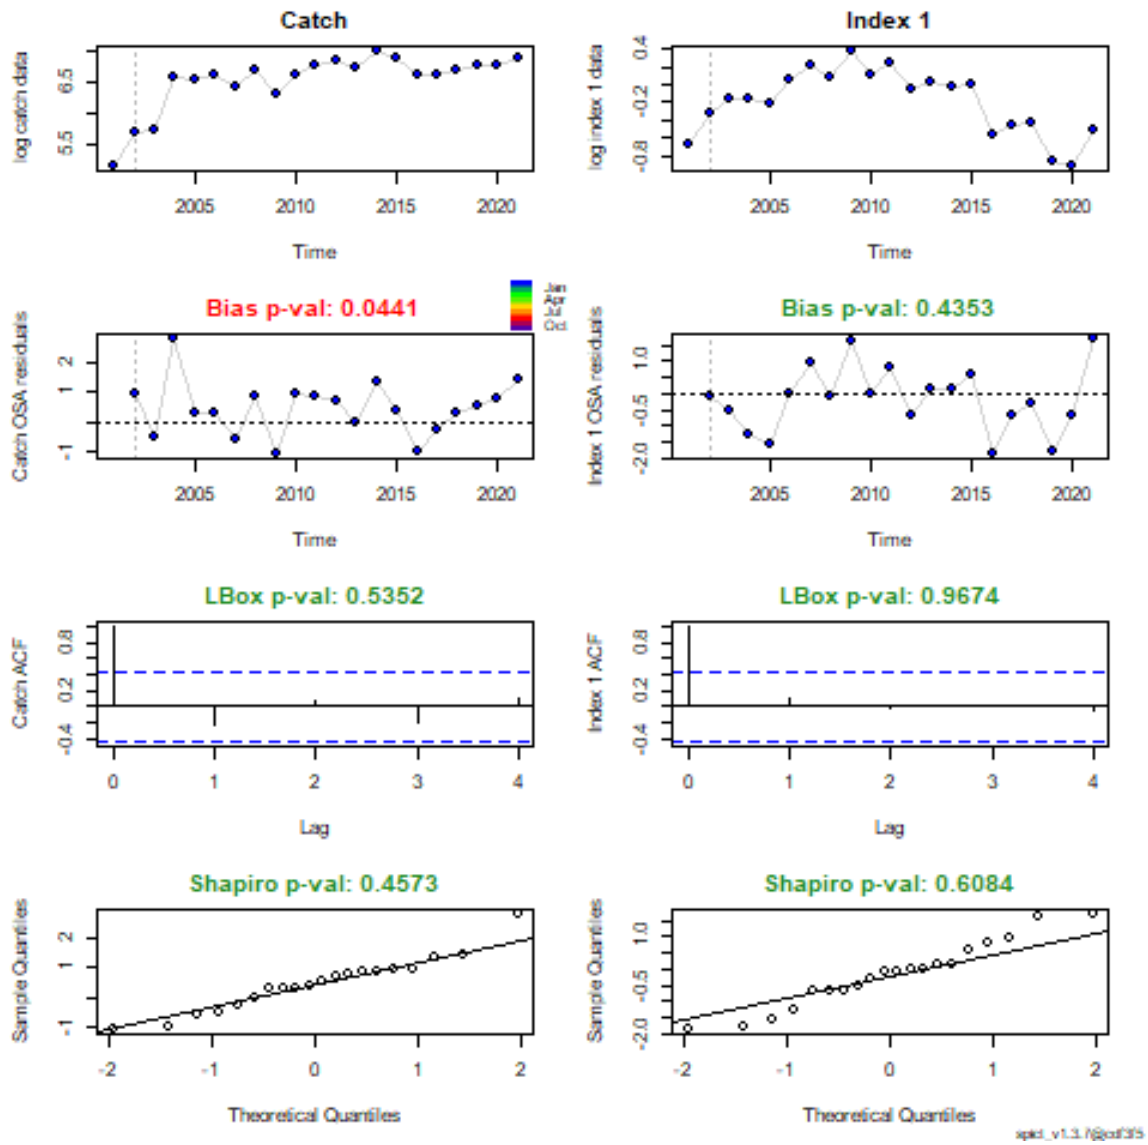 Catch
Index 1
log catch data
5.5
6.5
2005
2010
2015
2020
Time
log index 1 data
-0.8
-0.2
0.4
2005
2010
2015
2020
Time
Bias p-val: 0.0441
Jan
Apr
Jul
Oct
Bias p-val: 0.4353
Catch OSA residuals
-1
1
2
2005
2010
2015
2020
Time
Index 1 OSA residuals
-2.0
-0.5
1.0
2005
2010
2015
2020
Time
LBox p-val: 0.5352
LBox p-val: 0.9674
Catch ACF
-0.4
0.2
0.8
0
1
2
3
4
Lag
Index 1 ACF
-0.4
0.2
0.8
0
1
2
3
4
Lag
Shapiro p-val: 0.4573
Shapiro p-val: 0.6084
Sample Quantiles
-1
1
2
-2
-1
0
1
2
Theoretical Quantiles
Sample Quantiles
-2.0
-0.5
1.0
-2
-1
0
1
2
Theoretical Quantiles